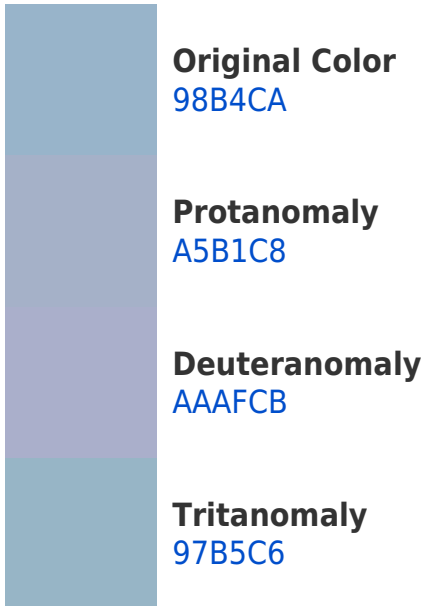 Original Color
98B4CA
Protanomaly
A5B1C8
Deuteranomaly
AAAFCB
Tritanomaly
97B5C6